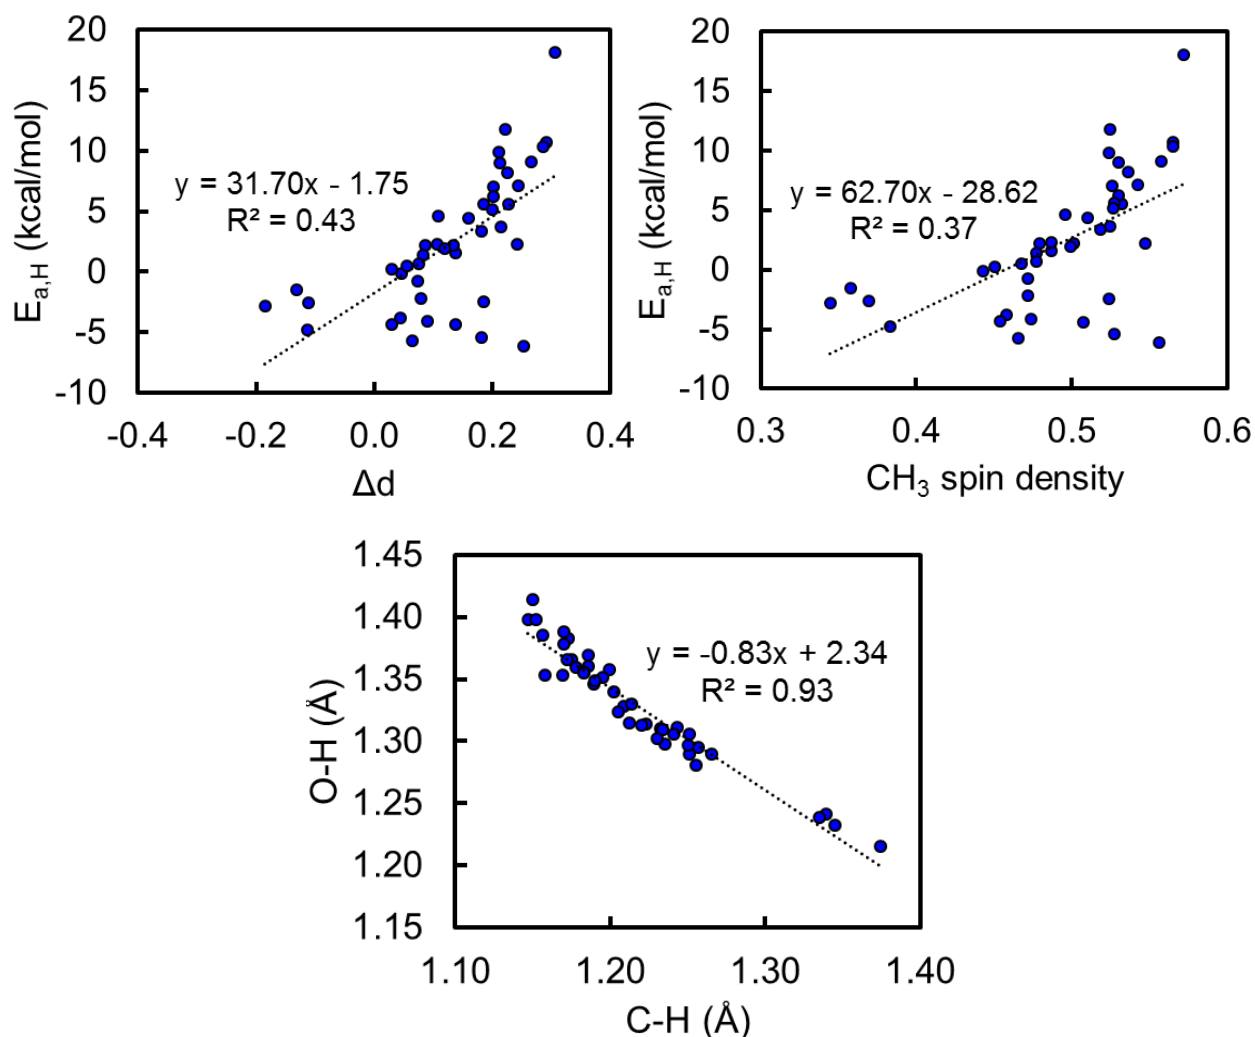 20
15
10
5
0
-5
-10
E_a,H (kcal/mol)
y = 31.70x - 1.75
R² = 0.43
-0.4 -0.2 0.0 0.2 0.4
Δd
20
15
10
5
0
-5
-10
E_a,H (kcal/mol)
y = 62.70x - 28.62
R² = 0.37
0.3 0.4 0.5 0.6
CH₃ spin density
1.45
1.40
1.35
1.30
1.25
1.20
1.15
O-H (Å)
y = -0.83x + 2.34
R² = 0.93
1.10 1.20 1.30 1.40
C-H (Å)